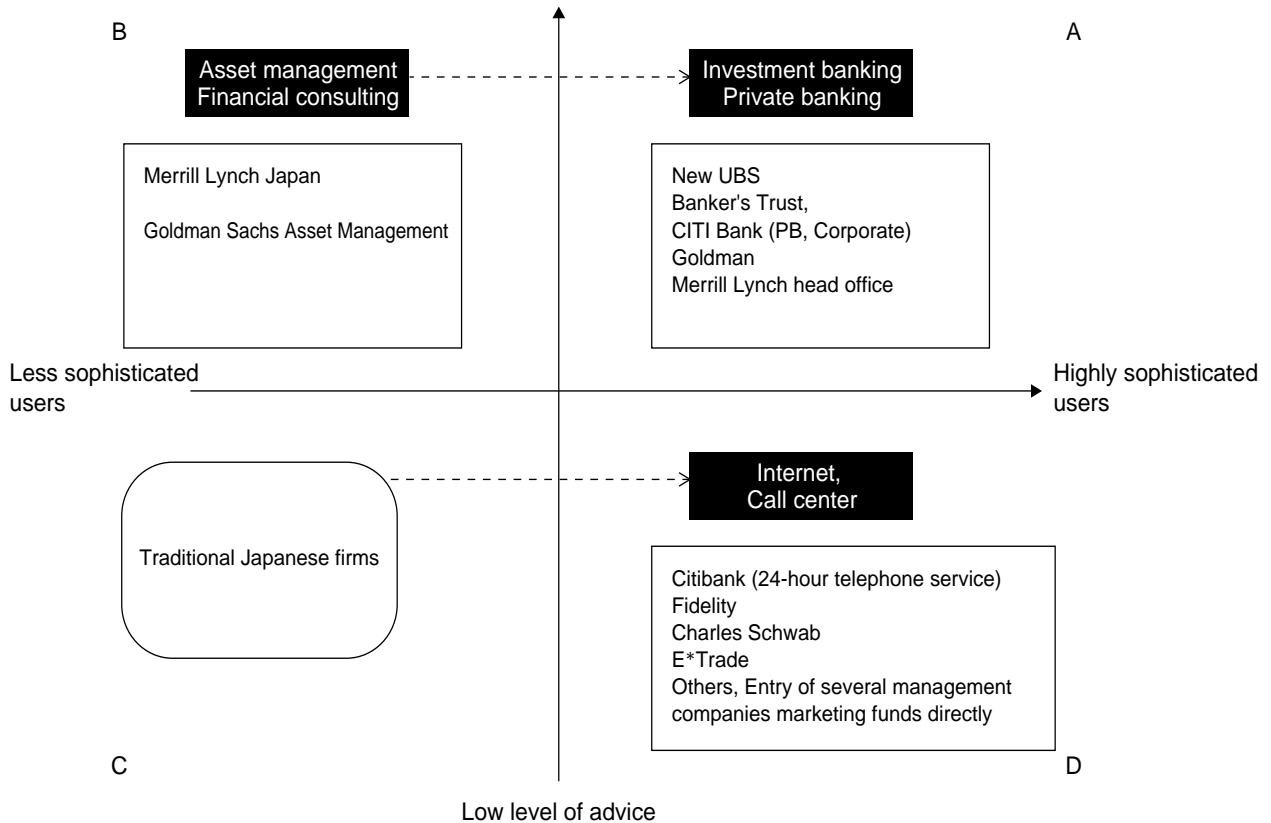 B
A
Asset management
Financial consulting
Investment banking
Private banking
Merrill Lynch Japan
Goldman Sachs Asset Management
New UBS
Banker's Trust,
CITI Bank (PB, Corporate)
Goldman
Merrill Lynch head office
Less sophisticated
users
Highly sophisticated
users
Traditional Japanese firms
Internet,
Call center
Citibank (24-hour telephone service)
Fidelity
Charles Schwab
E*Trade
Others, Entry of several management
companies marketing funds directly
C
D
Low level of advice